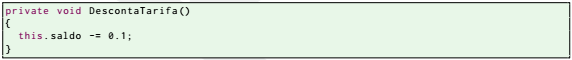 private void DescontaTarifa()
{
  this.saldo -= 0.1;
}